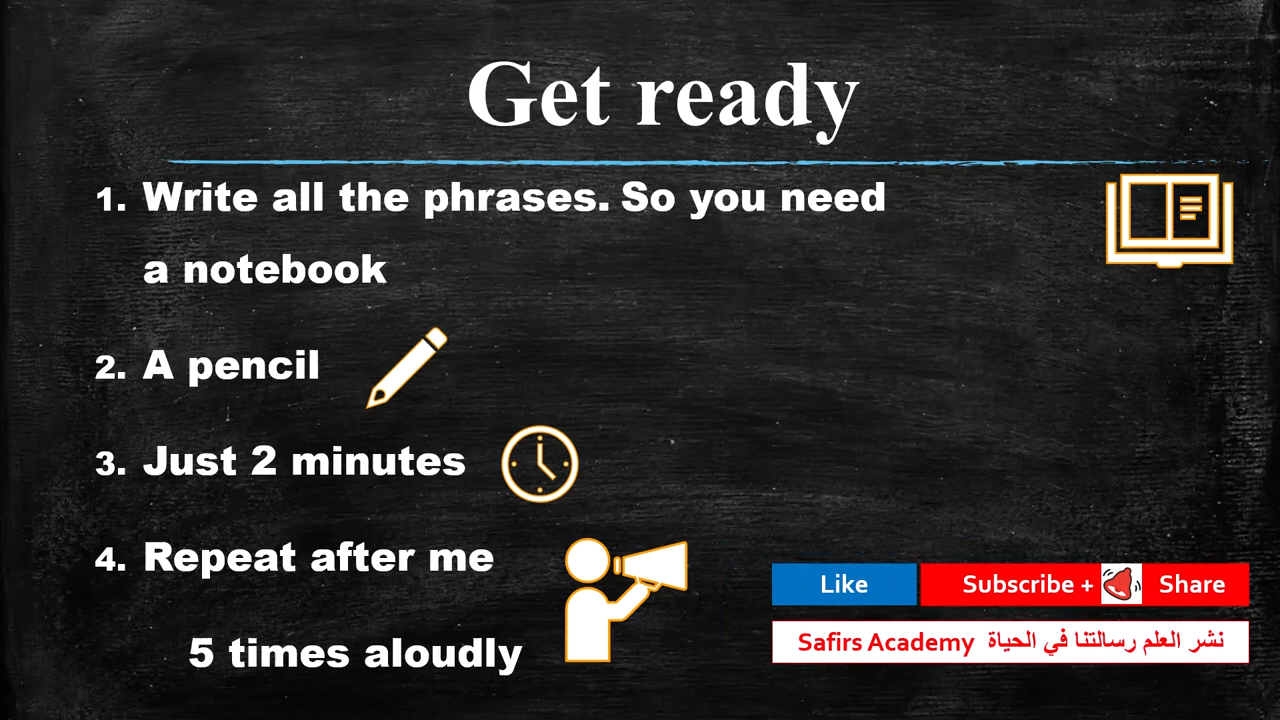 Get ready
1. Write all the phrases. So you need
a notebook
2. A pencil
3. Just 2 minutes
4. Repeat after me
5 times aloudly
Like
Subscribe + Share
Safirs Academy نشر العلم رسالتنا في الحياة